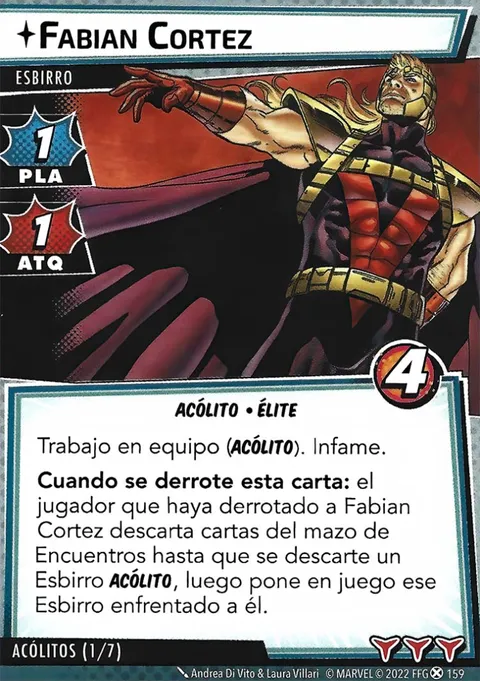 FABIAN CORTEZ
ESBIRRO
1
PLA
1
ATQ
4
ACÓLITO • ÉLITE
Trabajo en equipo (ACÓLITO). Infame.
Cuando se derrote esta carta: el
jugador que haya derrotado a Fabian
Cortez descarta cartas del mazo de
Encuentros hasta que se descarte un
Esbirro ACÓLITO, luego pone en juego ese
Esbirro enfrentado a él.
ACÓLITOS (1/7)
Andrea Di Vito & Laura Villari © MARVEL © 2022 FFG 159